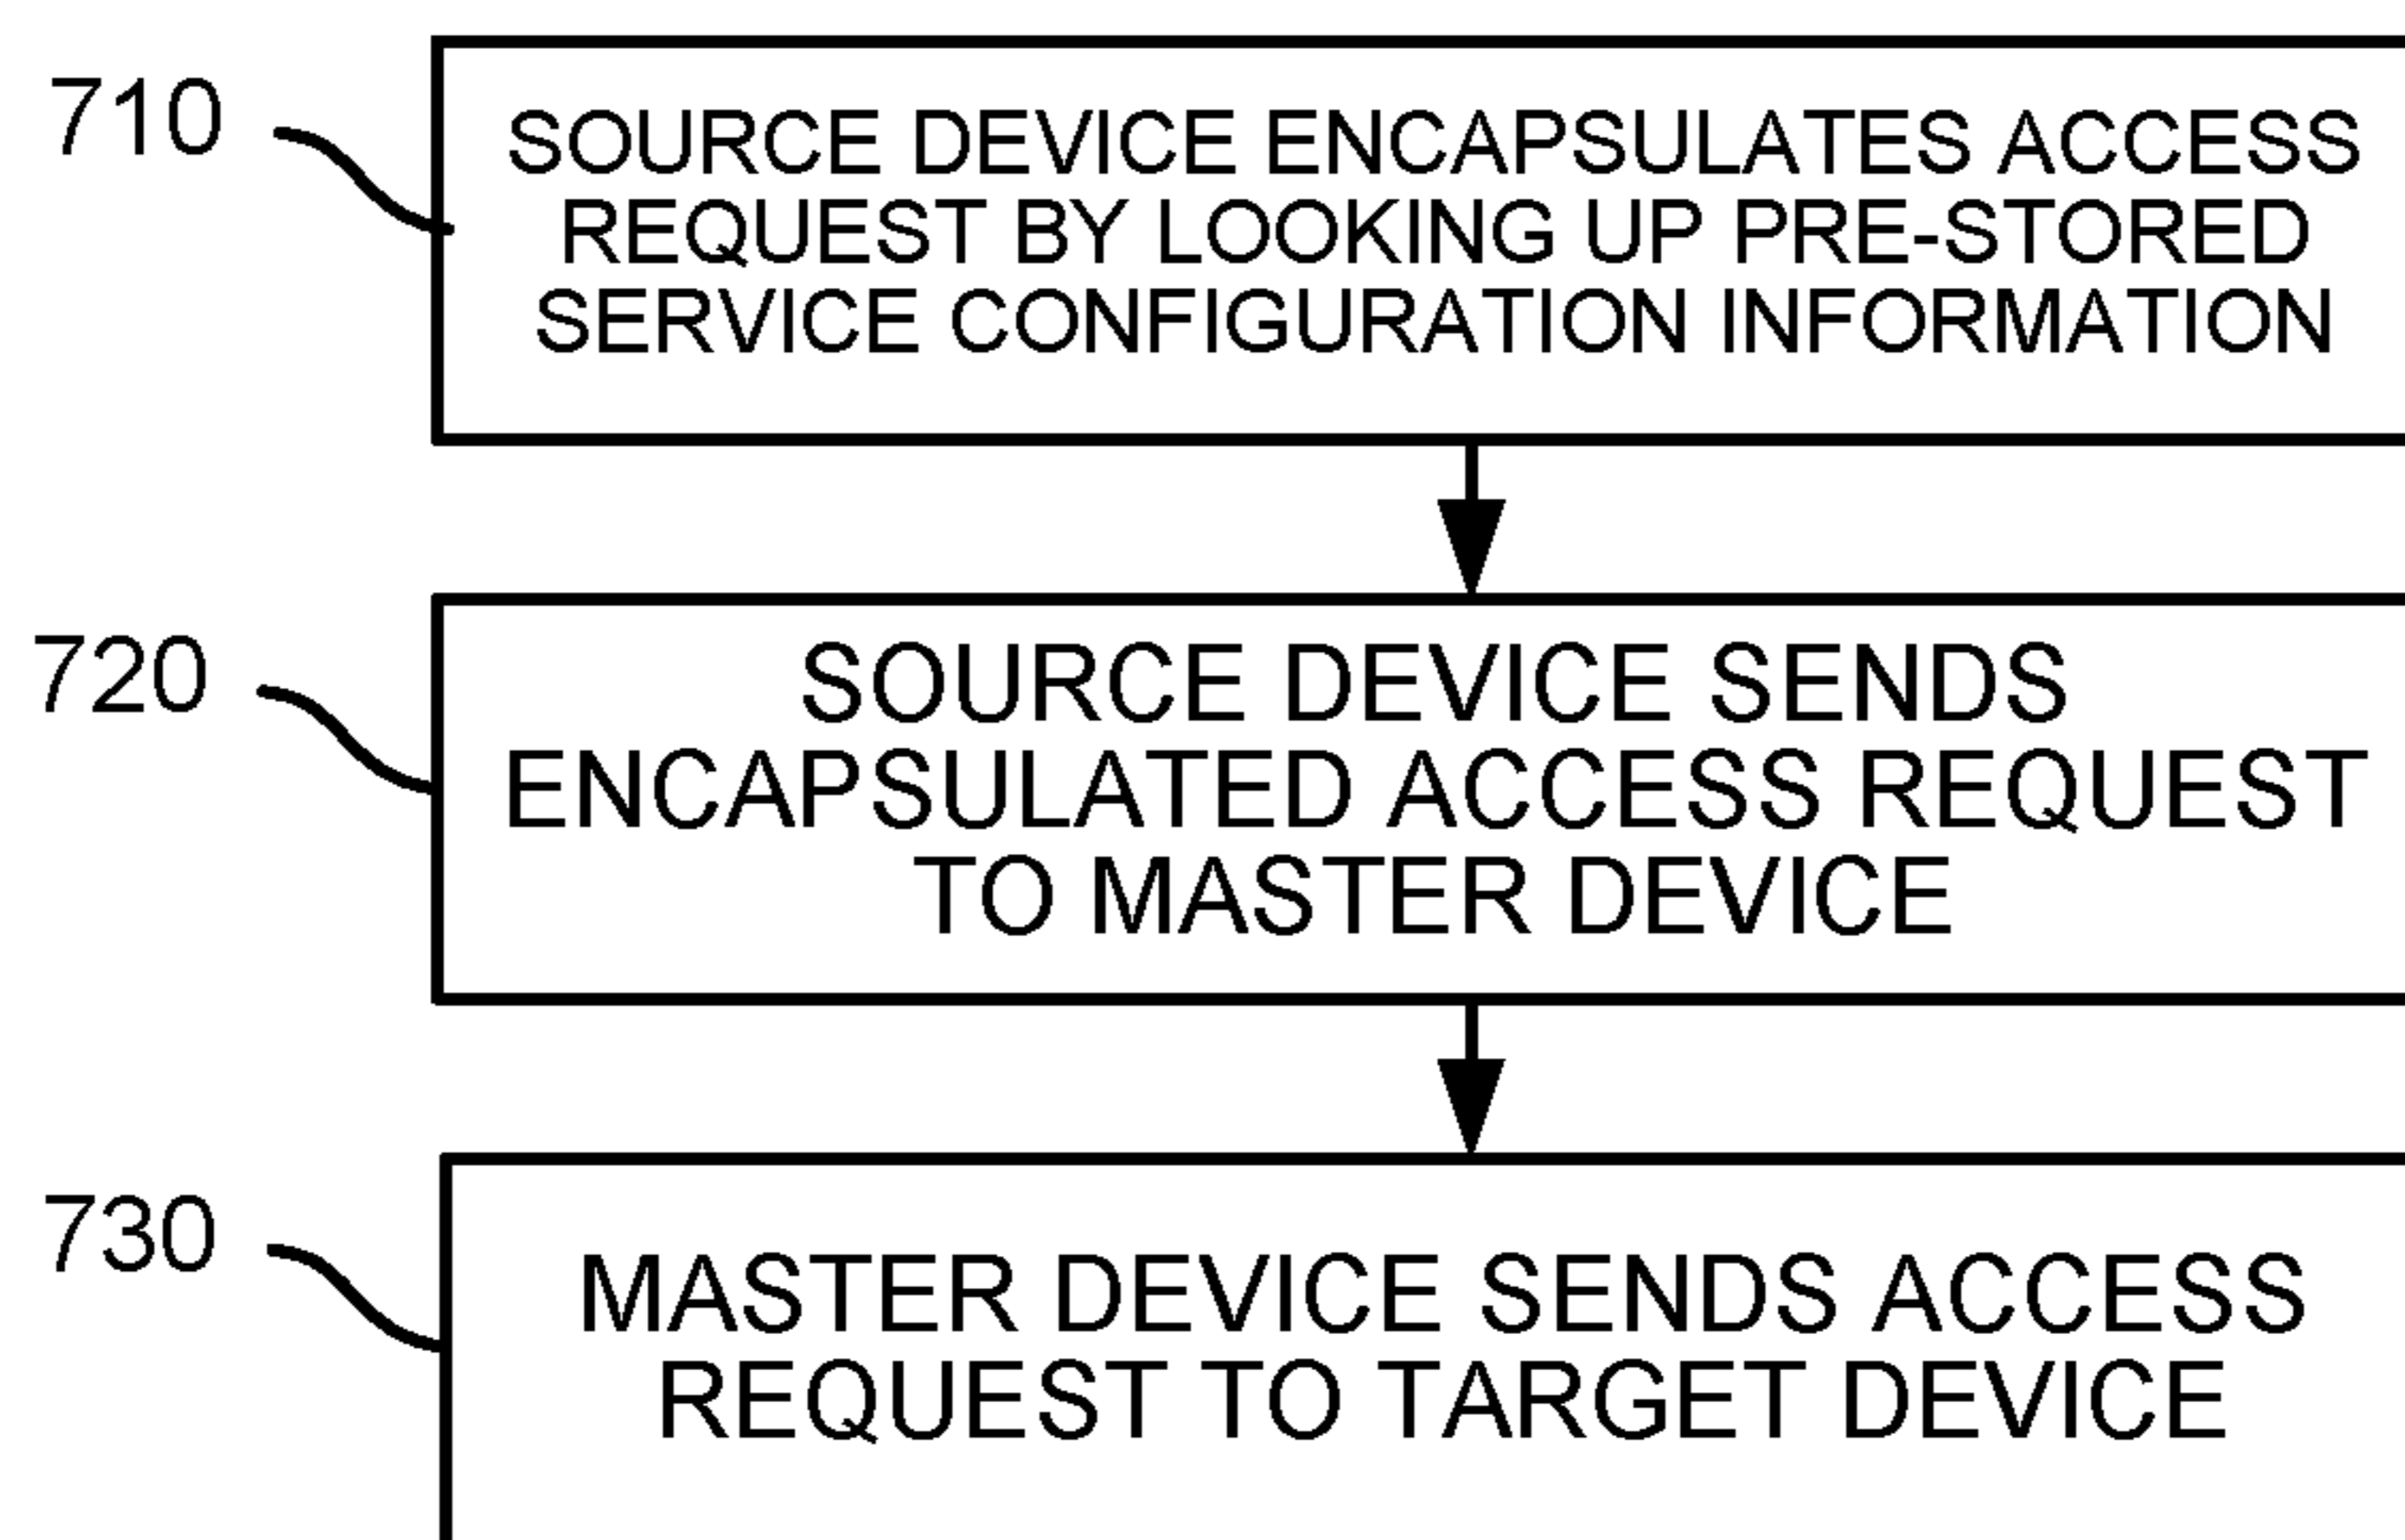 710
SOURCE DEVICE ENCAPSULATES ACCESS
REQUEST BY LOOKING UP PRE-STORED
SERVICE CONFIGURATION INFORMATION
720
SOURCE DEVICE SENDS
ENCAPSULATED ACCESS REQUEST
TO MASTER DEVICE
730
MASTER DEVICE SENDS ACCESS
REQUEST TO TARGET DEVICE